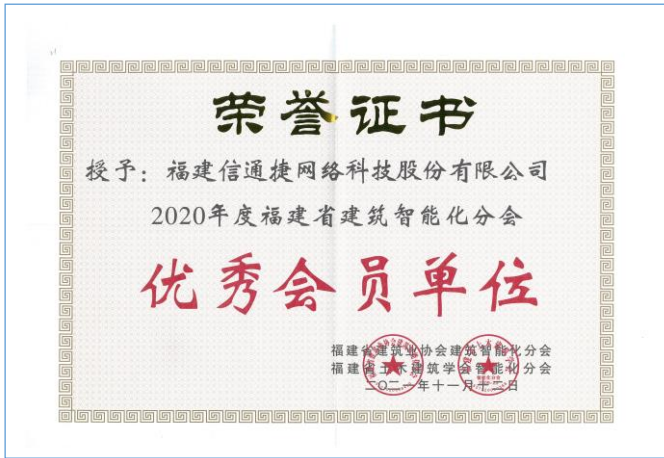 荣誉证书
授予：福建信通捷网络科技股份有限公司
2020年度福建省建筑智能化分会
优秀会员单位
福建省建筑业协会建筑智能化分会
福建省土木建筑学会智能化分会
二〇二一年十一月十二日